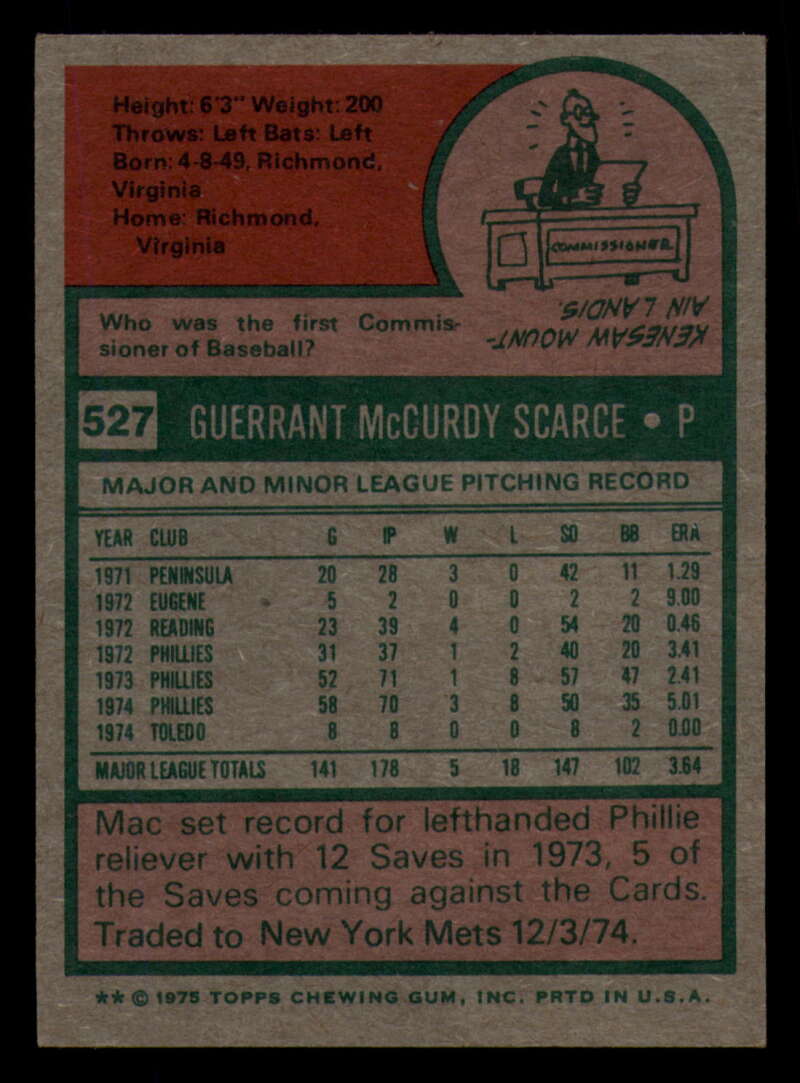 Height: 6'3" Weight: 200
Throws: Left Bats: Left
Born: 4-8-49, Richmond,
Virginia
Home: Richmond,
Virginia
COMMISSIONER
Who was the first Commis-
sioner of Baseball?
KENESAW MOUNT-
AIN LANDIS.
527 GUERRANT McCURDY SCARCE • P
MAJOR AND MINOR LEAGUE PITCHING RECORD
YEAR CLUB G IP W L SO BB ERA
1971 PENINSULA 20 28 3 0 42 11 1.29
1972 EUGENE 5 2 0 0 2 2 9.00
1972 READING 23 39 4 0 54 20 0.46
1972 PHILLIES 31 37 1 2 40 20 3.41
1973 PHILLIES 52 71 1 8 57 47 2.41
1974 PHILLIES 58 70 3 8 50 35 5.01
1974 TOLEDO 8 8 0 0 8 2 0.00
MAJOR LEAGUE TOTALS 141 178 5 18 147 102 3.64
Mac set record for lefthanded Phillie
reliever with 12 Saves in 1973, 5 of
the Saves coming against the Cards.
Traded to New York Mets 12/3/74.
** © 1975 TOPPS CHEWING GUM, INC. PRTD IN U.S.A.